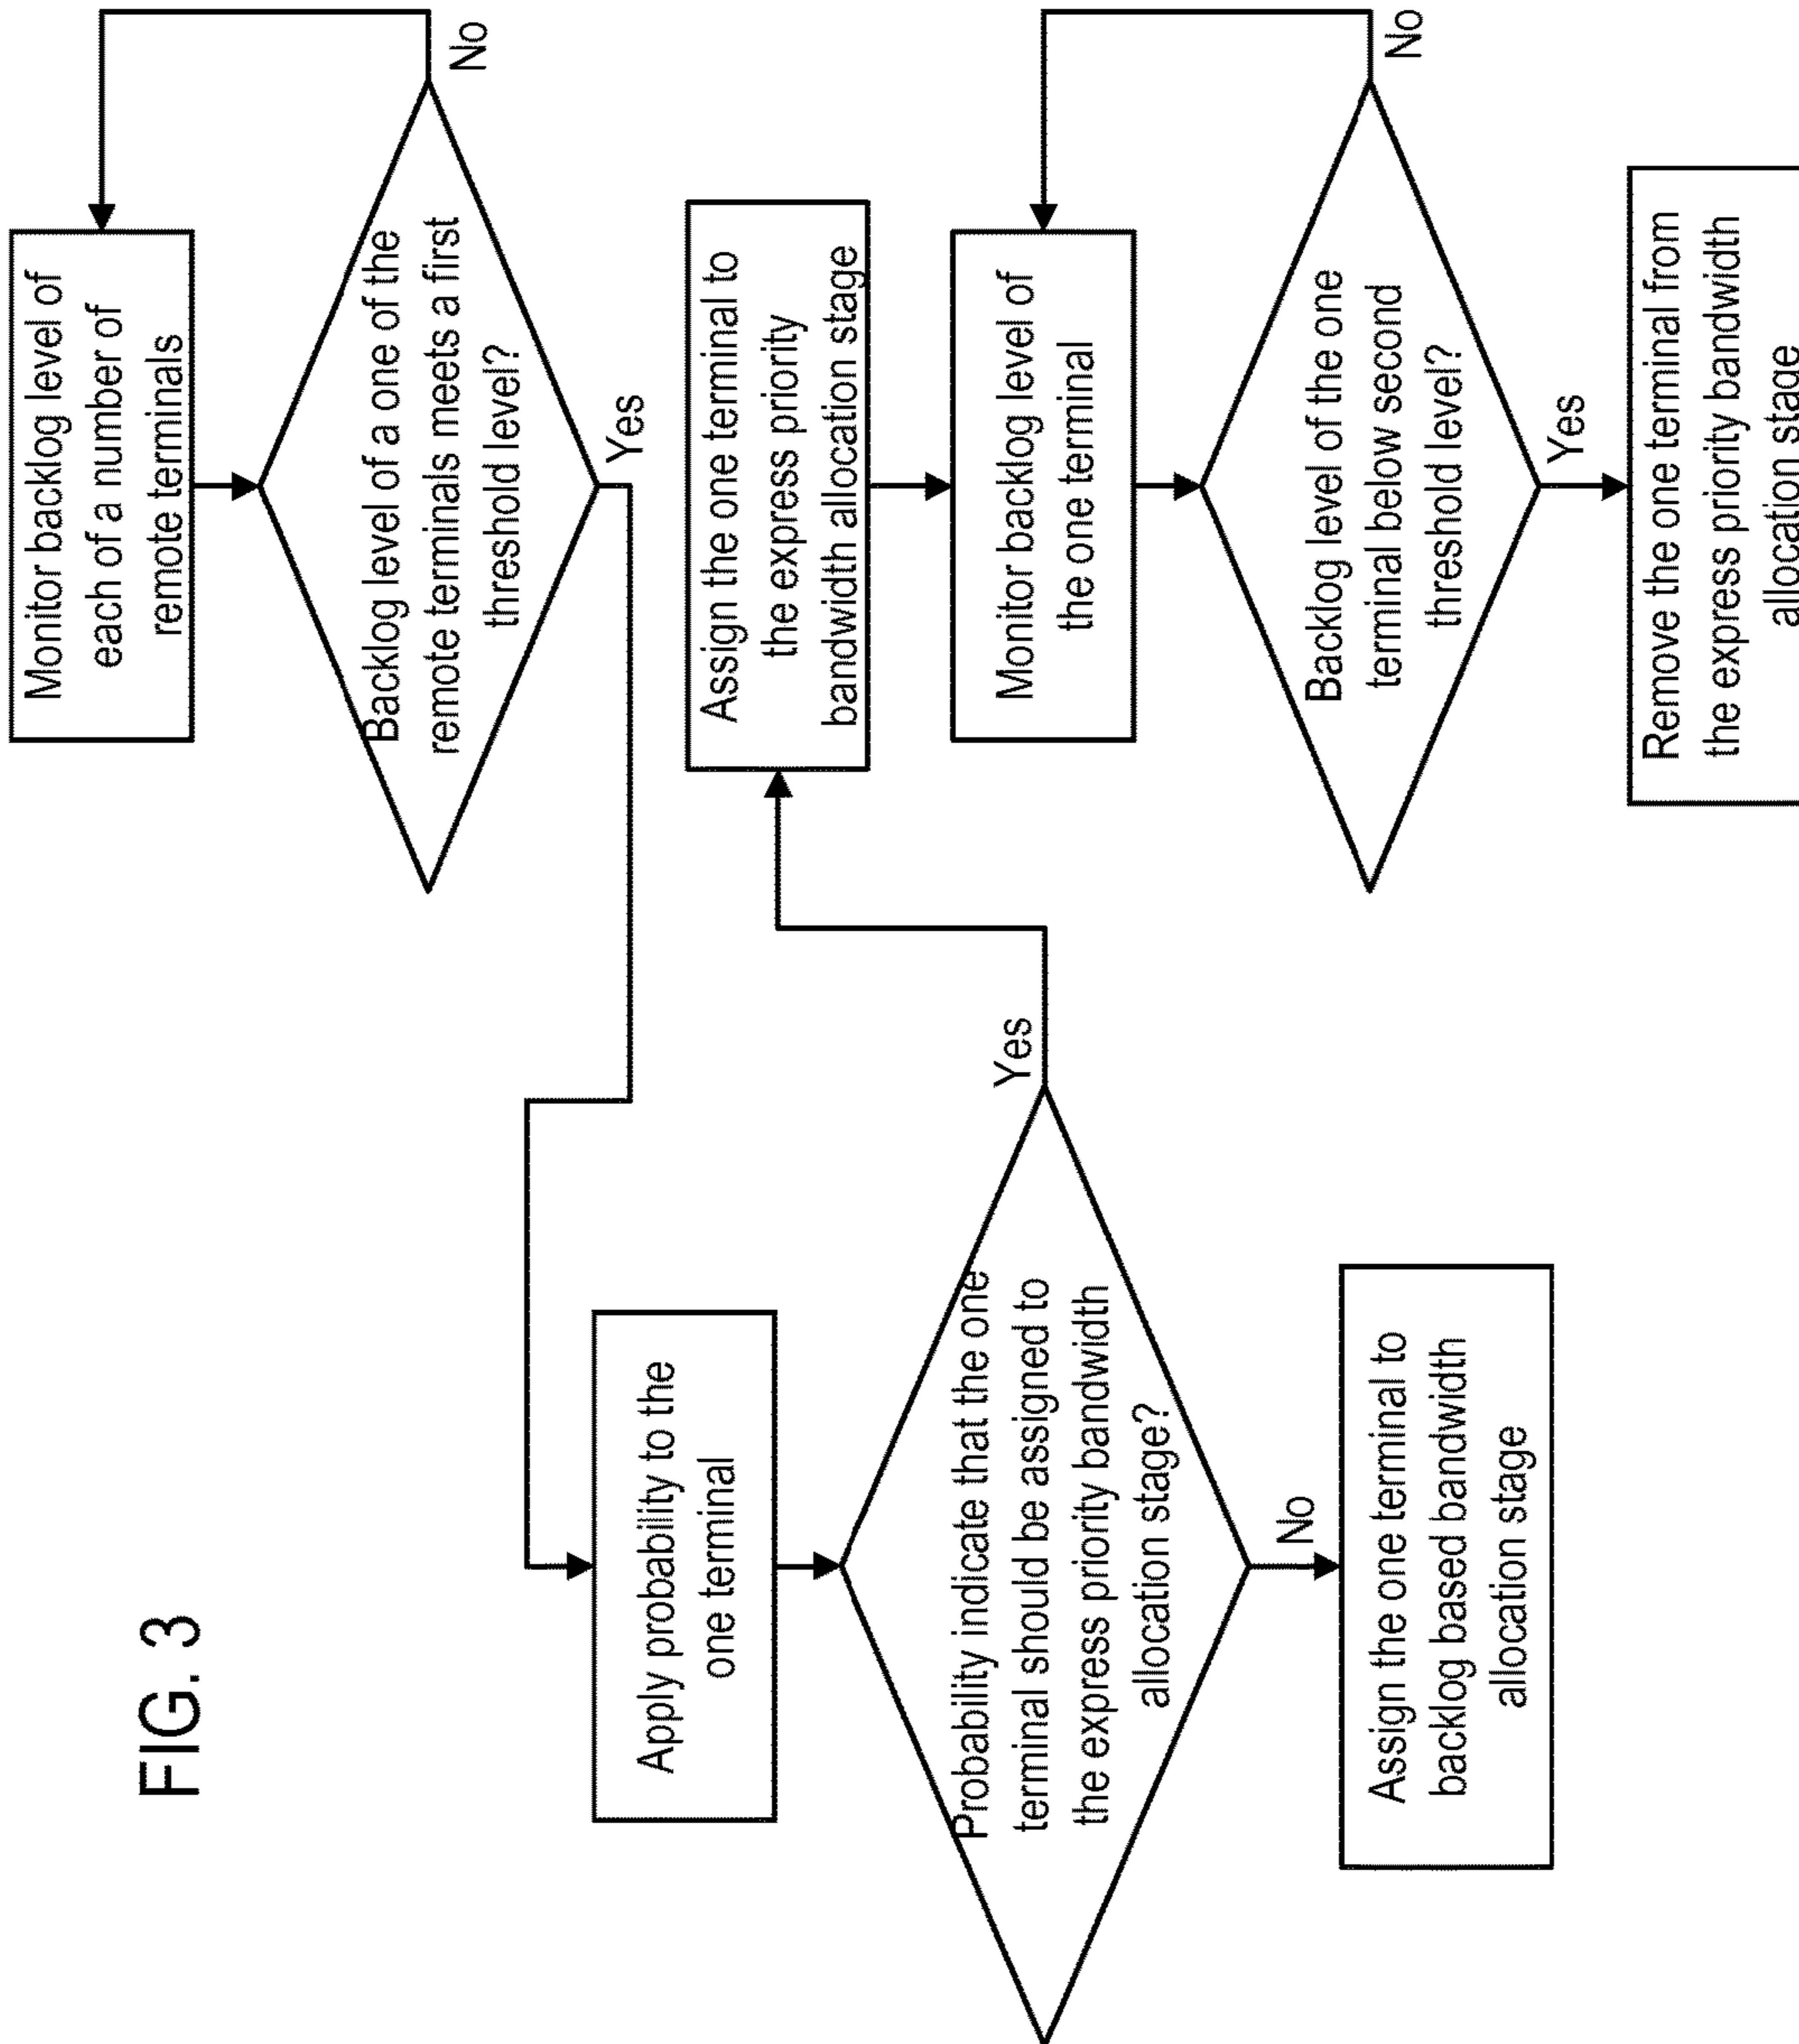 FIG. 3
Monitor backlog level of
each of a number of
remote terminals
Backlog level of a one of the
remote terminals meets a first
threshold level?
No
Yes
Apply probability to the
one terminal
Probability indicate that the one
terminal should be assigned to
the express priority bandwidth
allocation stage?
Yes
No
Assign the one terminal to
backlog based bandwidth
allocation stage
Assign the one terminal to
the express priority
bandwidth allocation stage
Monitor backlog level of
the one terminal
Backlog level of the one
terminal below second
threshold level?
No
Yes
Remove the one terminal from
the express priority bandwidth
allocation stage